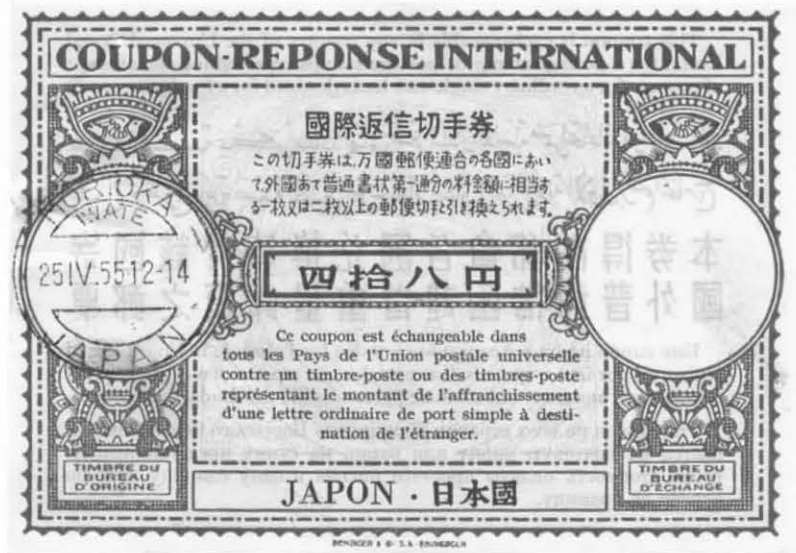 COUPON-REPONSE INTERNATIONAL
國際返信切手券
この切手券は、万國郵便連合の各國におい
て、外國あて普通書状第一通分の料金額に相当す
る一枚又は二枚以上の郵便切手と引き換えられます。
MORIOKA
IWATE
25.IV.55.12-14
JAPAN
四拾八円
Ce coupon est échangeable dans
tous les Pays de l'Union postale universelle
contre un timbre-poste ou des timbres-poste
représentant le montant de l'affranchissement
d'une lettre ordinaire de port simple à desti-
nation de l'étranger.
TIMBRE DU
BUREAU
D'ORIGINE
JAPON · 日本國
TIMBRE DU
BUREAU
D'ÉCHANGE